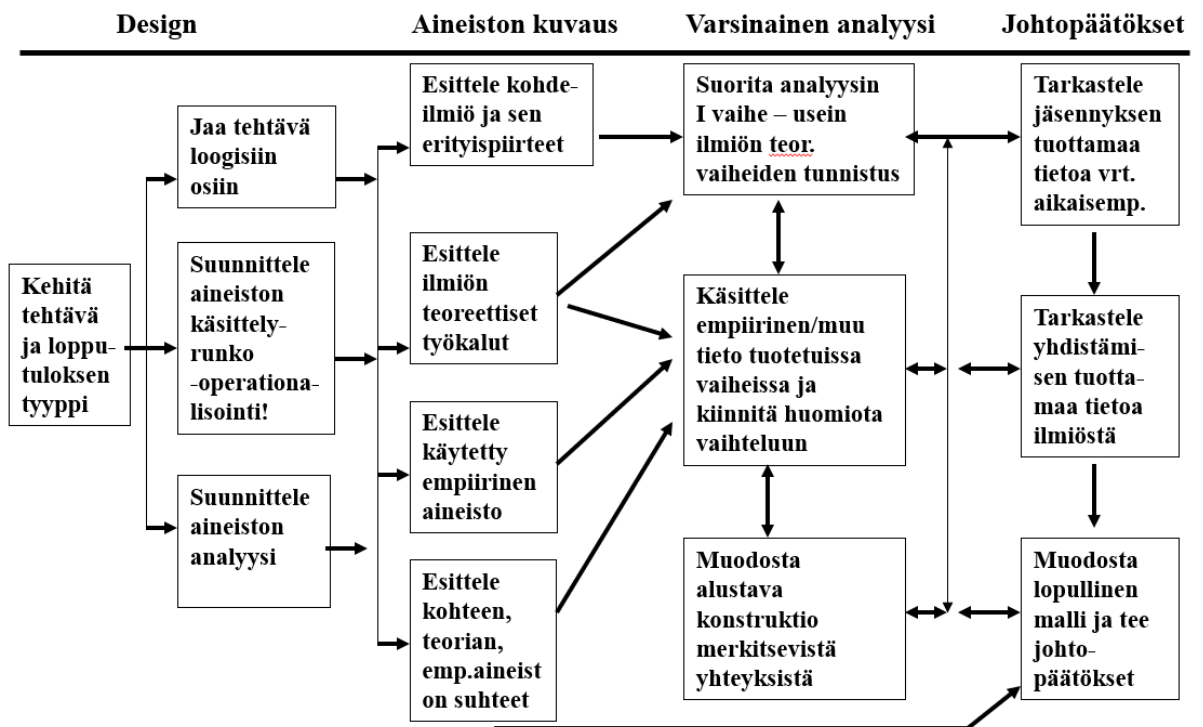 Design
Aineiston kuvaus
Varsinainen analyysi
Johtopäätökset
Kehitä
tehtävä
ja loppu-
tuloksen
tyyppi
Jaa tehtävä
loogisiin
osiin
Suunnittele
aineiston
käsittely-
runko
-operationa-
lisointi!
Suunnittele
aineiston
analyysi
Esittele kohde-
ilmiö ja sen
erityispiirteet
Esittele
ilmiön
teoreettiset
työkalut
Esittele
käytetty
empiirinen
aineisto
Esittele
kohteen,
teorian,
emp.aineist
on suhteet
Suorita analyysin
I vaihe – usein
ilmiön teor.
vaiheiden tunnistus
Käsittele
empiirinen/muu
tieto tuotetuissa
vaiheissa ja
kiinnitä huomiota
vaihteluun
Muodosta
alustava
konstruktio
merkitsevistä
yhteyksistä
Tarkastele
jäsennyksen
tuottamaa
tietoa vrt.
aikaisemp.
Tarkastele
yhdistämi-
sen tuotta-
maa tietoa
ilmiöstä
Muodosta
lopullinen
malli ja tee
johto-
päätökset